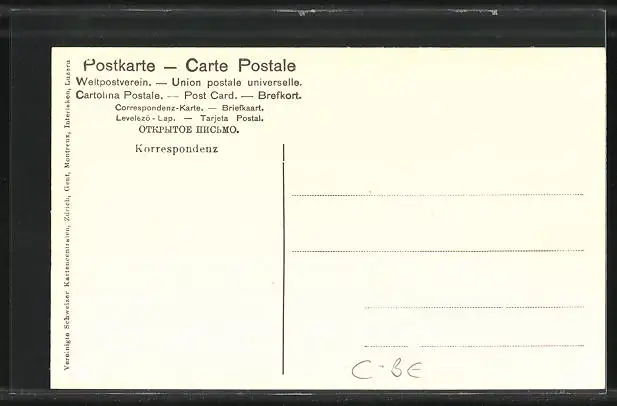 Postkarte — Carte Postale
Weltpostverein. — Union postale universelle.
Cartolina Postale. — Post Card. — Brefkort.
Correspondenz-Karte. — Briefkaart.
Levelező-Lap. — Tarjeta Postal.
ОТКРЫТОЕ ПИСЬМО.
Korrespondenz
Vereinigte Schweizer Kartencentralen, Zürich, Genf, Montreux, Interlaken, Luzern
C-BE